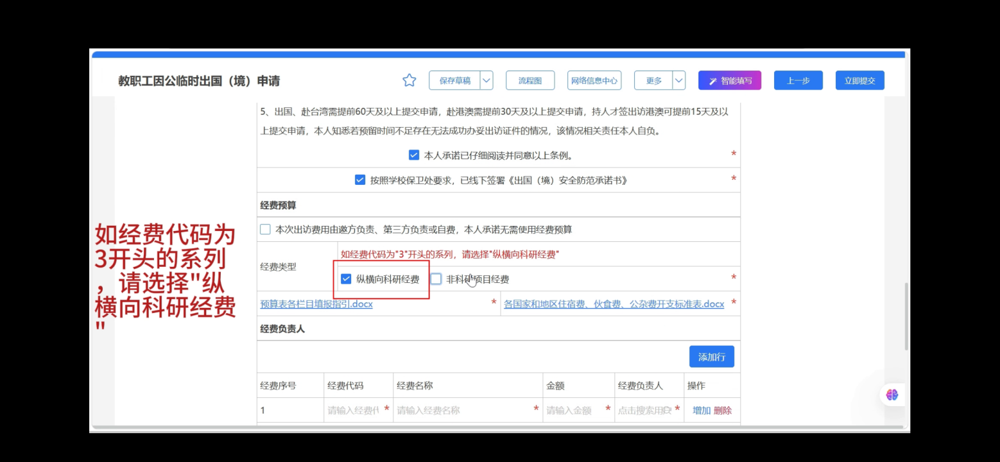 教职工因公临时出国（境）申请
保存草稿
流程图
网络信息中心
更多
智能填写
上一步
立即提交
5、出国、赴台湾需提前60天及以上提交申请，赴港澳需提前30天及以上提交申请，持人才签出访港澳可提前15天及以
上提交申请，本人知悉若预留时间不足存在无法成功办妥出访证件的情况，该情况相关责任本人自负。
本人承诺已仔细阅读并同意以上条例。 *
按照学校保卫处要求，已线下签署《出国（境）安全防范承诺书》 *
经费预算
本次出访费用由邀方负责、第三方负责或自费，本人承诺无需使用经费预算
如经费代码为
3开头的系列
，请选择"纵
横向科研经费
"
经费类型
如经费代码为"3"开头的系列，请选择"纵横向科研经费"
纵横向科研经费 非科研项目经费 *
预算表各栏目填报指引.docx * 各国家和地区住宿费、伙食费、公杂费开支标准表.docx *
经费负责人
添加行
经费序号 经费代码 经费名称 金额 经费负责人 操作
1 请输入经费代 * 请输入经费名称 * 请输入金额 * 点击搜索用户 * 增加 删除